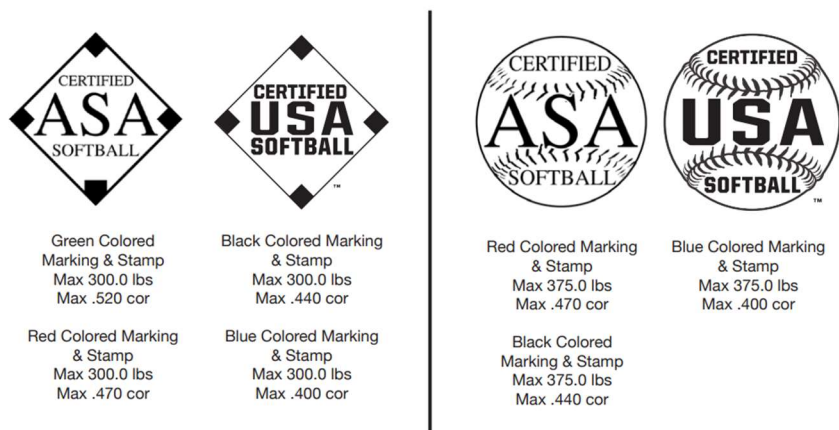 CERTIFIED
ASA
SOFTBALL
CERTIFIED
USA
SOFTBALL
™
Green Colored
Marking & Stamp
Max 300.0 lbs
Max .520 cor
Black Colored Marking
& Stamp
Max 300.0 lbs
Max .440 cor
Red Colored Marking
& Stamp
Max 300.0 lbs
Max .470 cor
Blue Colored Marking
& Stamp
Max 300.0 lbs
Max .400 cor
CERTIFIED
ASA
SOFTBALL
CERTIFIED
USA
SOFTBALL
™
Red Colored Marking
& Stamp
Max 375.0 lbs
Max .470 cor
Blue Colored Marking
& Stamp
Max 375.0 lbs
Max .400 cor
Black Colored
Marking & Stamp
Max 375.0 lbs
Max .440 cor